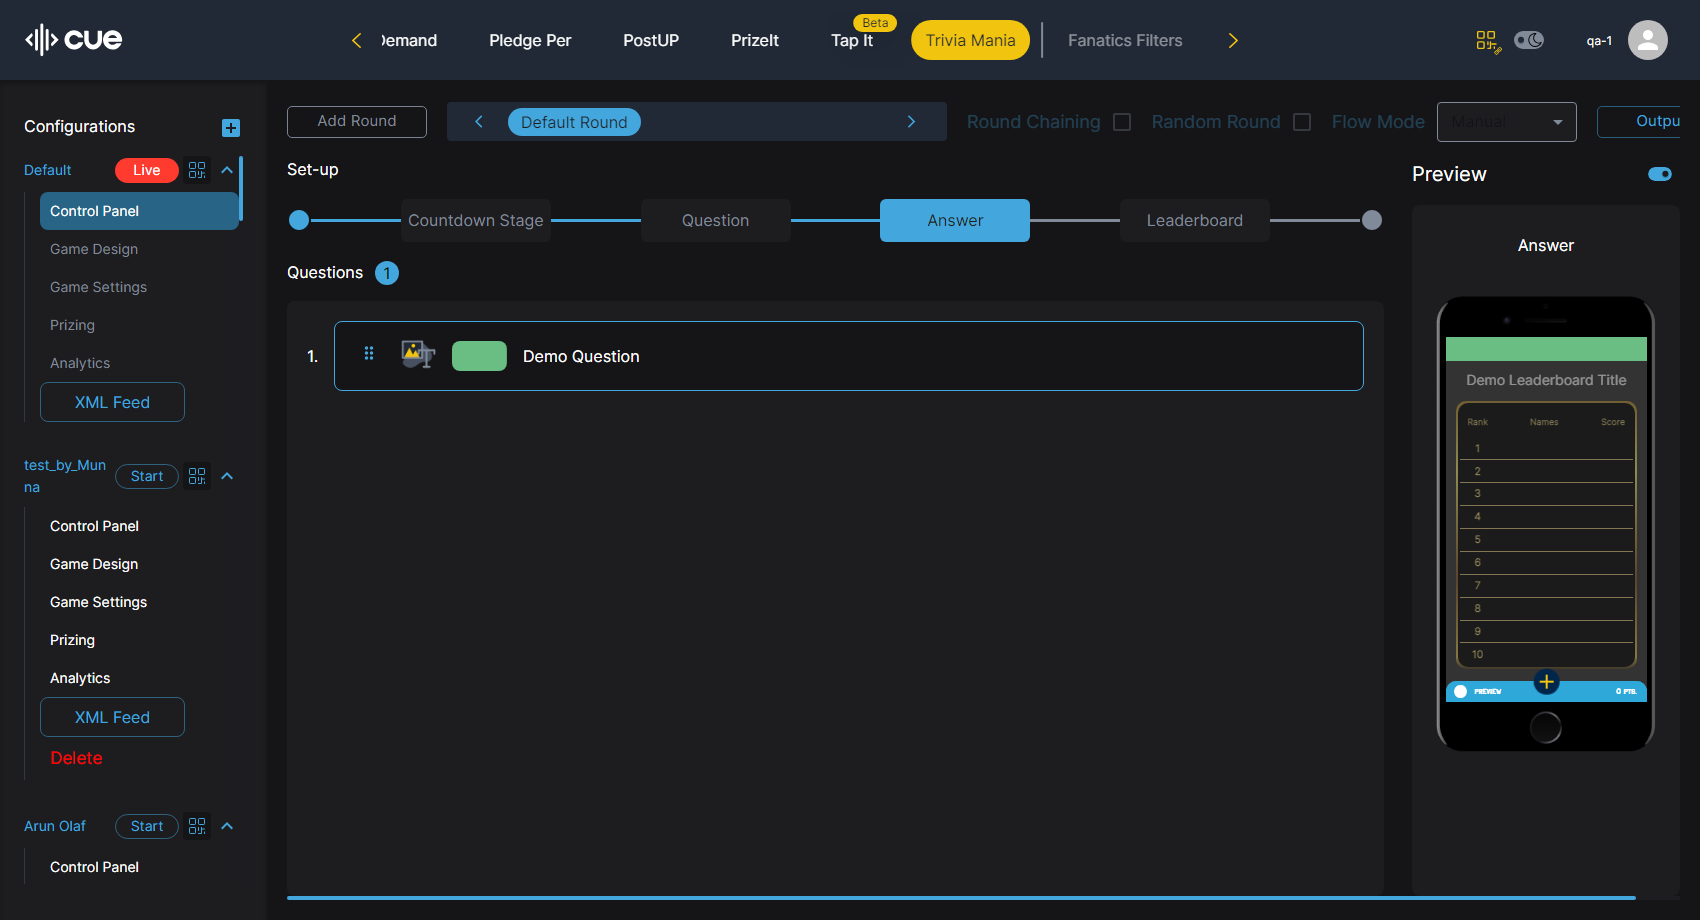 cue
Demand
Pledge Per
PostUP
PrizeIt
Tap It
Beta
Trivia Mania
Fanatics Filters
qa-1
Configurations
Default
Live
Control Panel
Game Design
Game Settings
Prizing
Analytics
XML Feed
test_by_Mun
na
Start
Control Panel
Game Design
Game Settings
Prizing
Analytics
XML Feed
Delete
Arun Olaf
Start
Control Panel
Add Round
Default Round
Round Chaining
Random Round
Flow Mode
Manual
Outpu
Set-up
Countdown Stage
Question
Answer
Leaderboard
Questions 1
1.
Demo Question
Preview
Answer
Demo Leaderboard Title
Rank Names Score
1
2
3
4
5
6
7
8
9
10
PREVIEW
0 PTS.